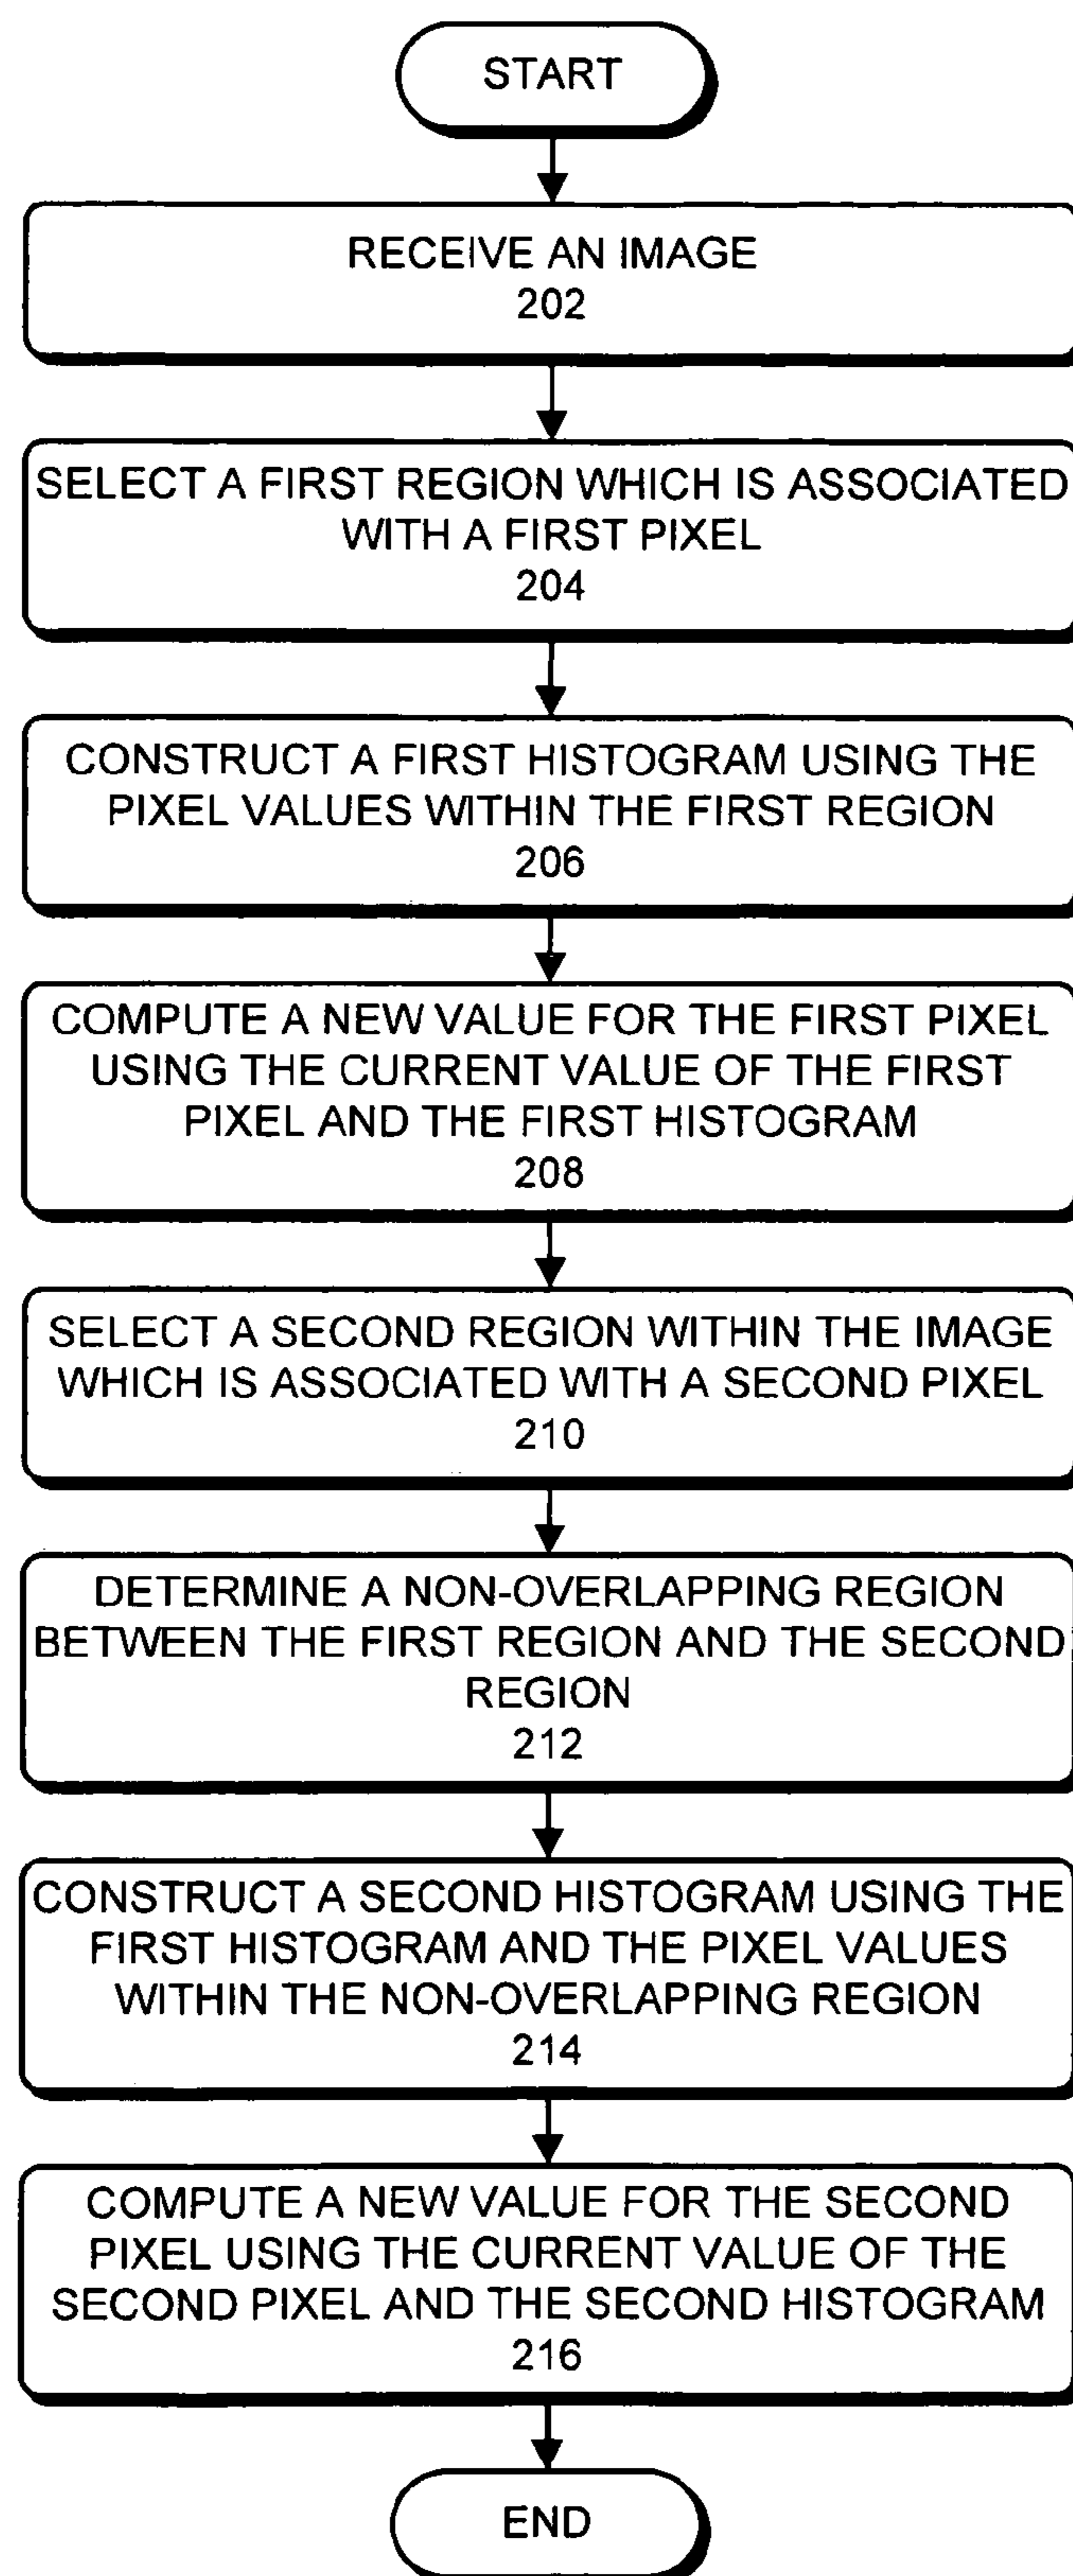 START
RECEIVE AN IMAGE
202
SELECT A FIRST REGION WHICH IS ASSOCIATED
WITH A FIRST PIXEL
204
CONSTRUCT A FIRST HISTOGRAM USING THE
PIXEL VALUES WITHIN THE FIRST REGION
206
COMPUTE A NEW VALUE FOR THE FIRST PIXEL
USING THE CURRENT VALUE OF THE FIRST
PIXEL AND THE FIRST HISTOGRAM
208
SELECT A SECOND REGION WITHIN THE IMAGE
WHICH IS ASSOCIATED WITH A SECOND PIXEL
210
DETERMINE A NON-OVERLAPPING REGION
BETWEEN THE FIRST REGION AND THE SECOND
REGION
212
CONSTRUCT A SECOND HISTOGRAM USING THE
FIRST HISTOGRAM AND THE PIXEL VALUES
WITHIN THE NON-OVERLAPPING REGION
214
COMPUTE A NEW VALUE FOR THE SECOND
PIXEL USING THE CURRENT VALUE OF THE
SECOND PIXEL AND THE SECOND HISTOGRAM
216
END